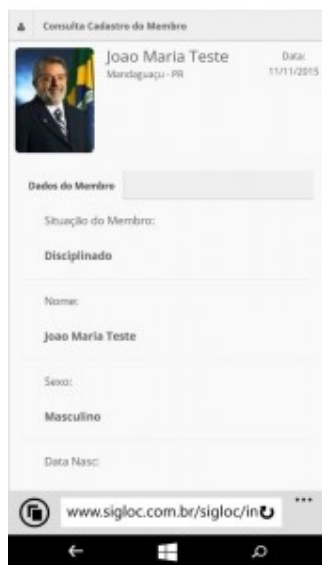 Consulta Cadastro do Membro
Joao Maria Teste
Mandaguaçu - PR
Data:
11/11/2015
Dados do Membro
Situação do Membro:
Disciplinado
Nome:
Joao Maria Teste
Sexo:
Masculino
Data Nasc:
www.sigloc.com.br/sigloc/in